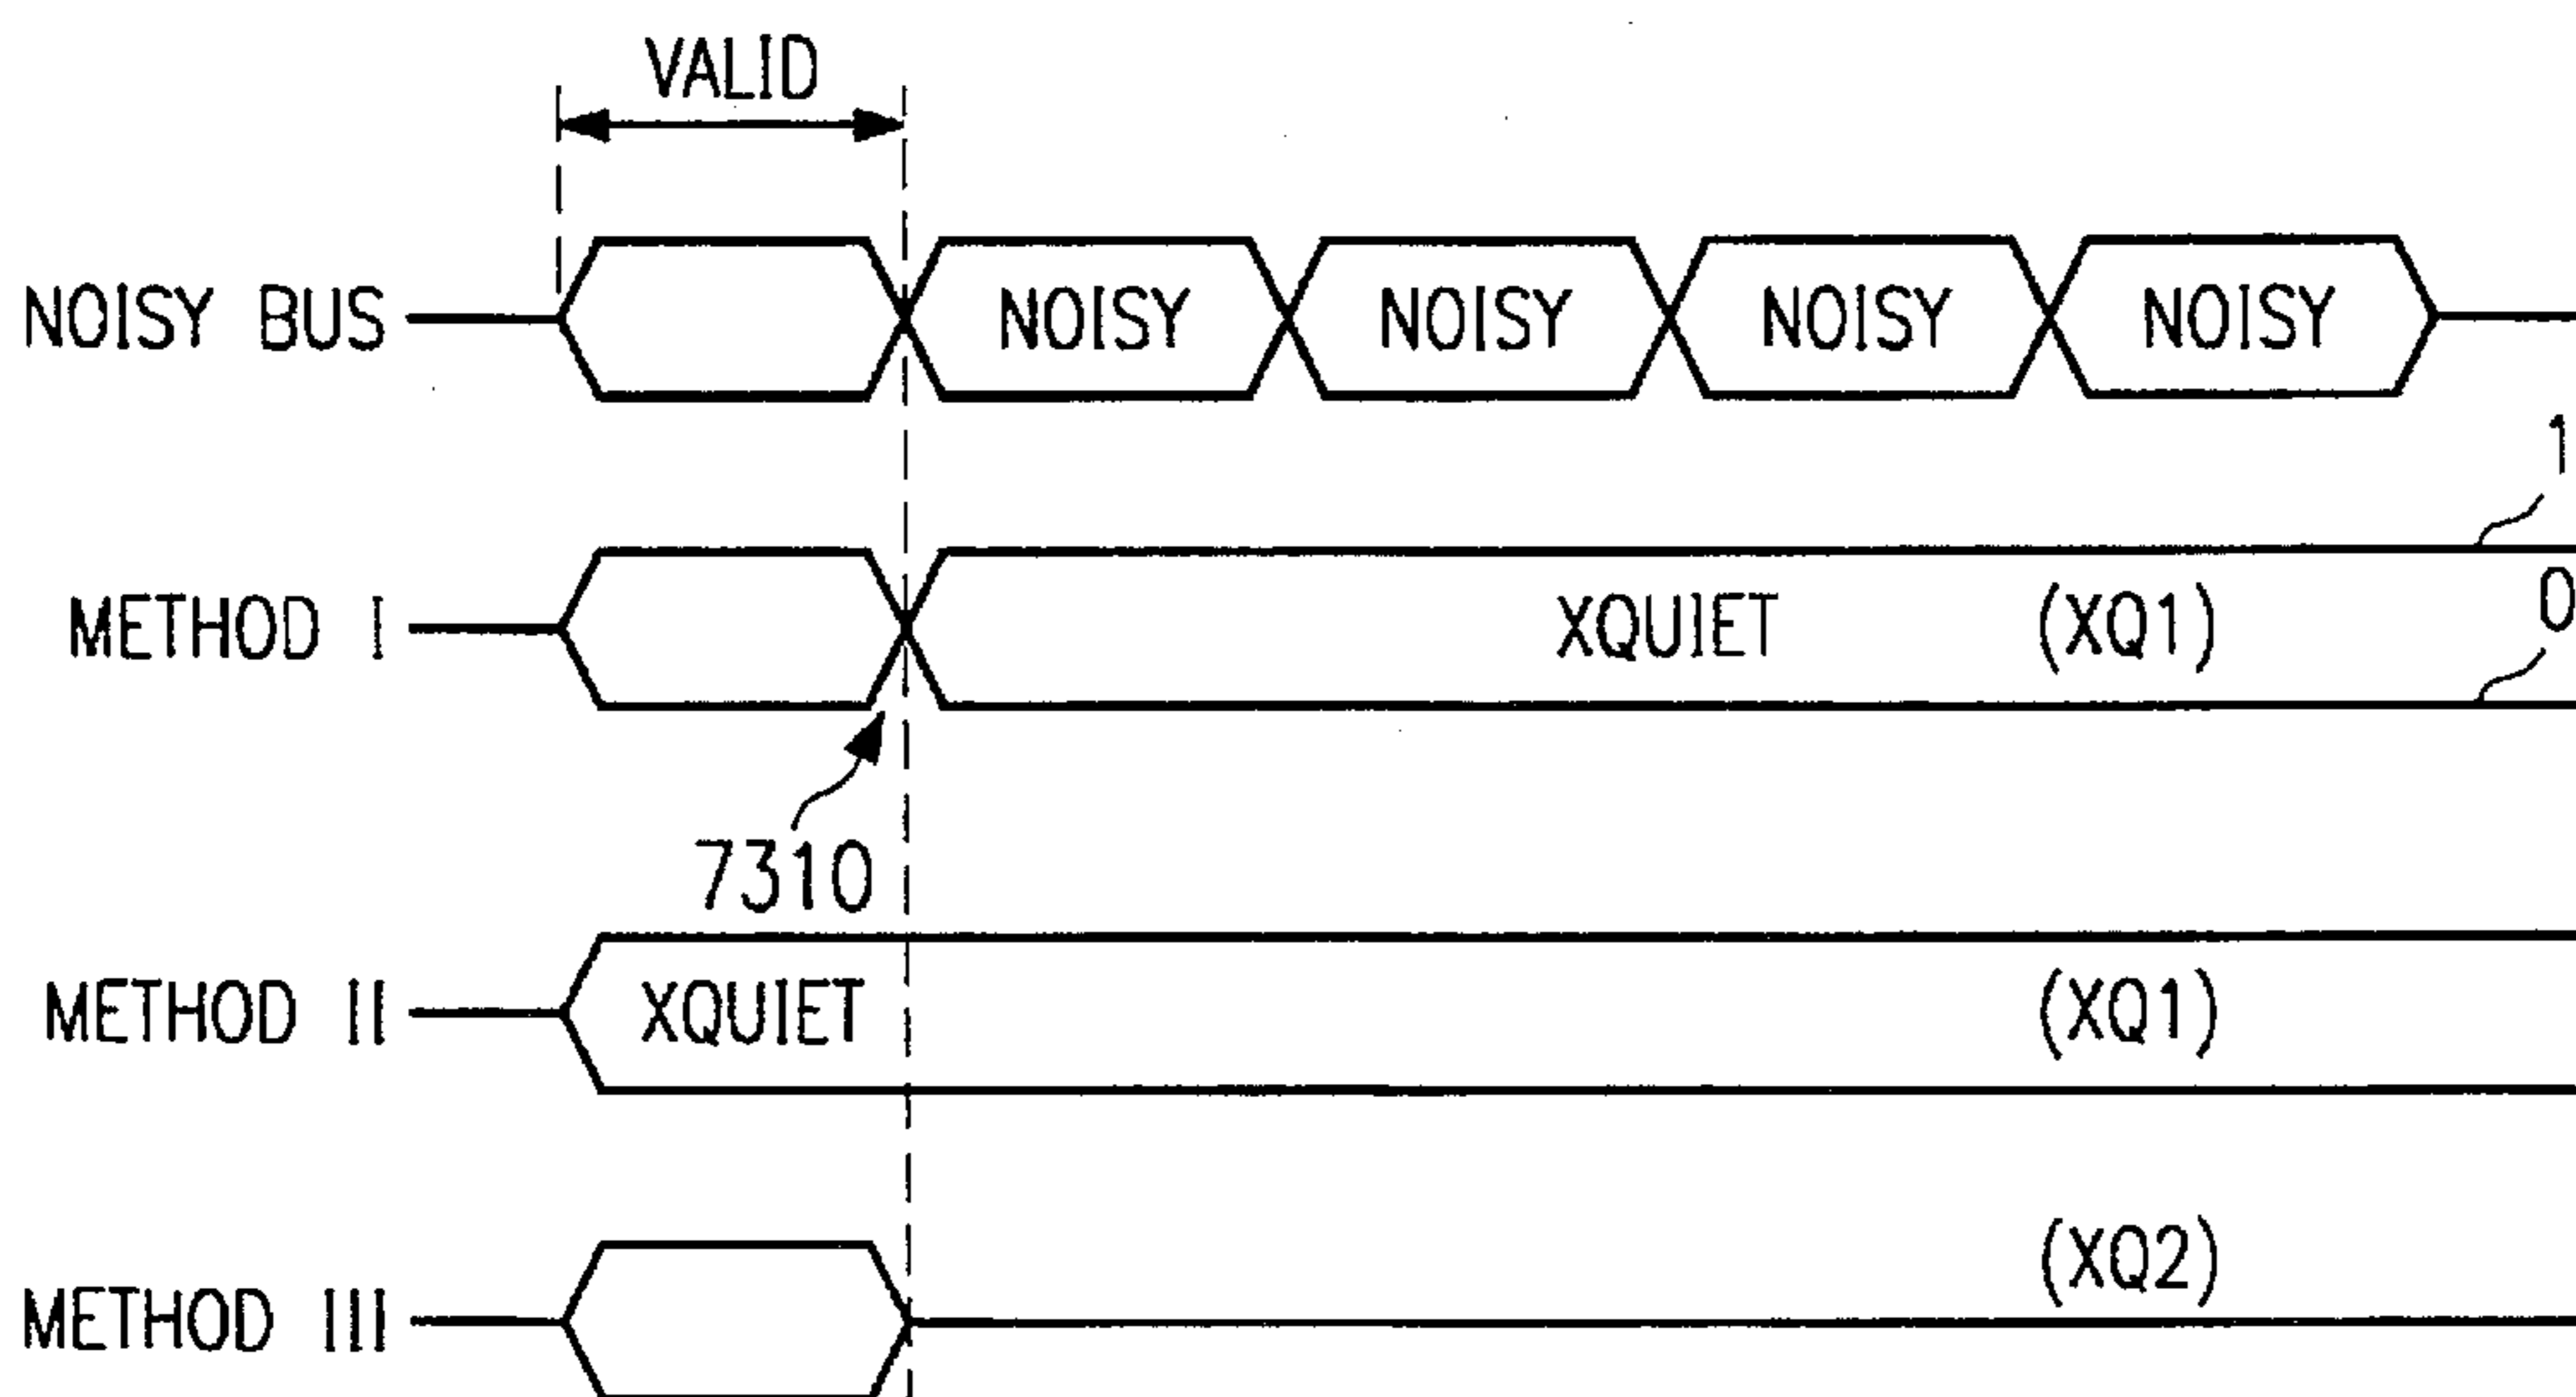 VALID
NOISY BUS NOISY NOISY NOISY NOISY
1
METHOD I XQUIET (XQ1) 0
7310
METHOD II XQUIET (XQ1)
(XQ2)
METHOD III